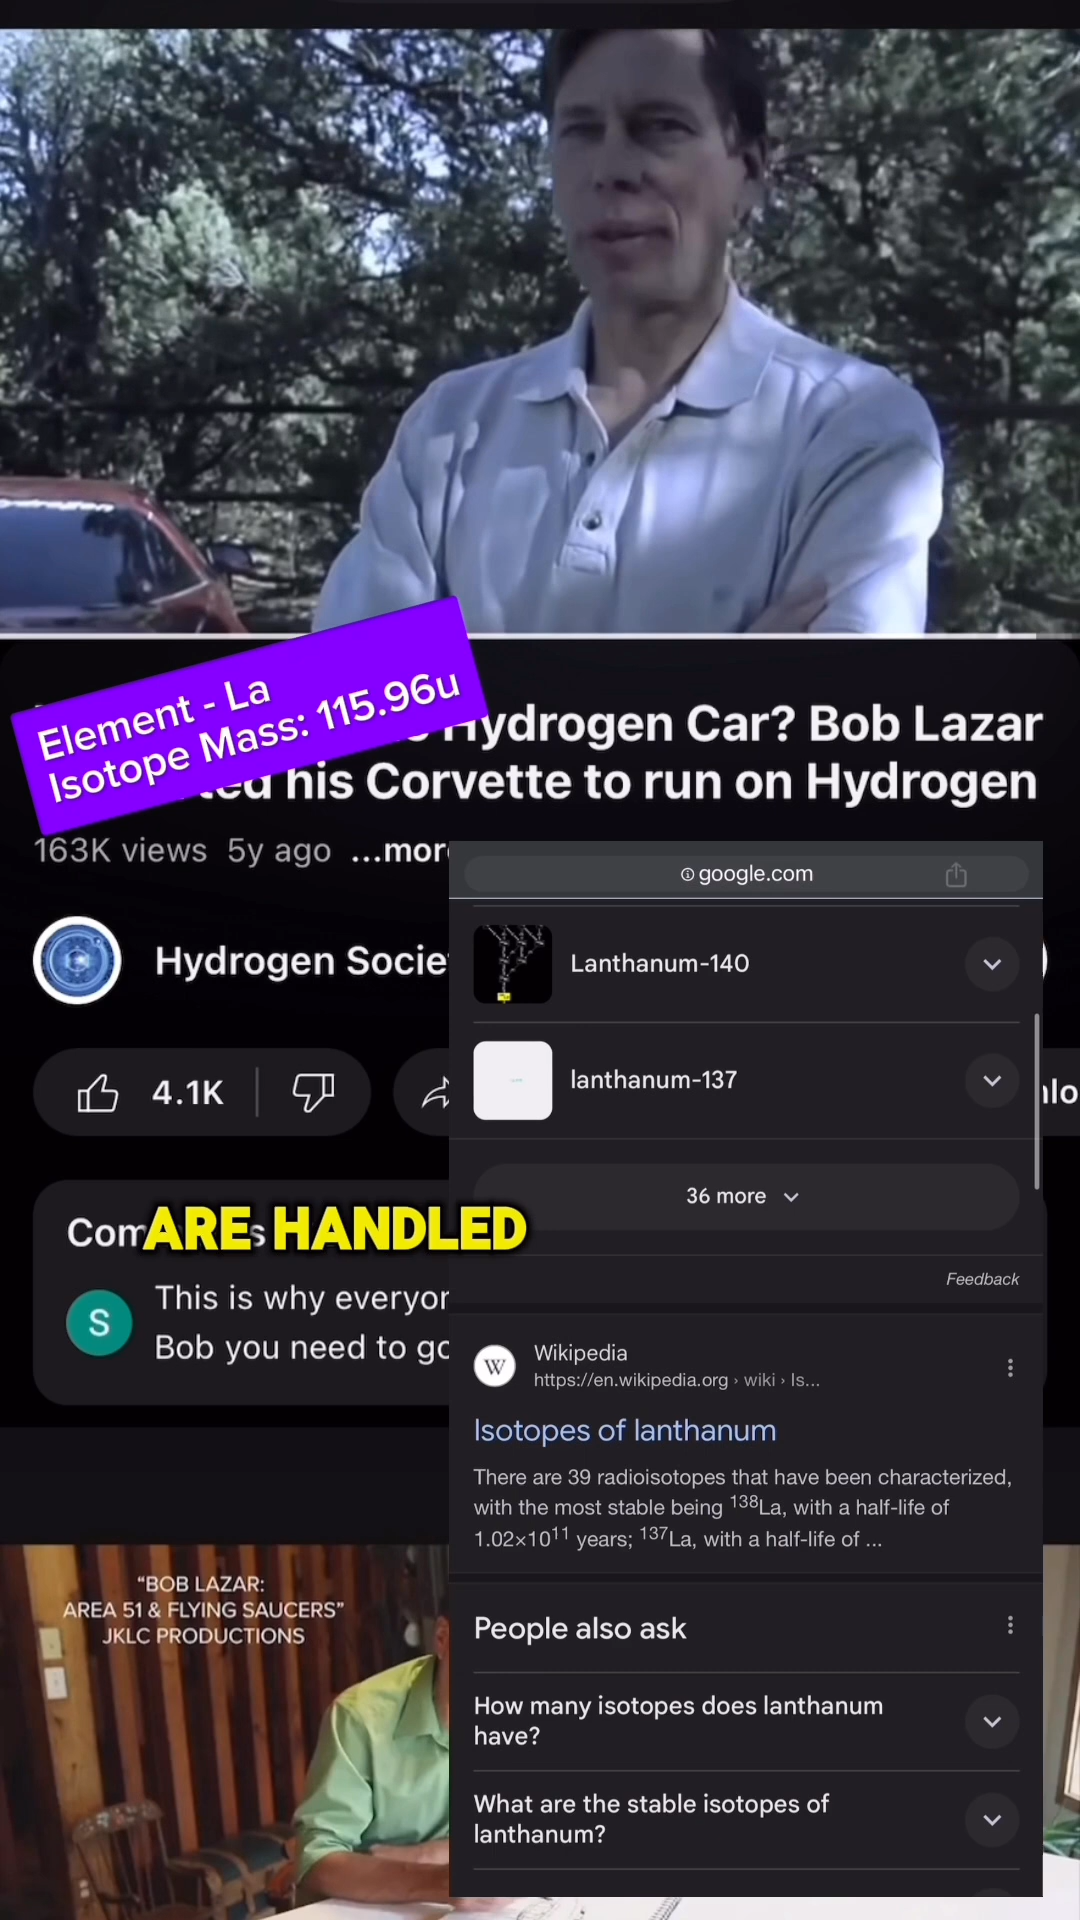 Element - La
Isotope Mass: 115.96u
Hydrogen Car? Bob Lazar
ted his Corvette to run on Hydrogen
163K views 5y ago ...more
Hydrogen Socie
4.1K
nlo
Com s
ARE HANDLED
S
This is why everyor
Bob you need to go
google.com
Lanthanum-140
lanthanum-137
36 more
Feedback
W
Wikipedia
https://en.wikipedia.org › wiki › Is...
Isotopes of lanthanum
There are 39 radioisotopes that have been characterized,
with the most stable being ¹³⁸La, with a half-life of
1.02×10¹¹ years; ¹³⁷La, with a half-life of ...
People also ask
How many isotopes does lanthanum
have?
What are the stable isotopes of
lanthanum?
"BOB LAZAR:
AREA 51 & FLYING SAUCERS"
JKLC PRODUCTIONS